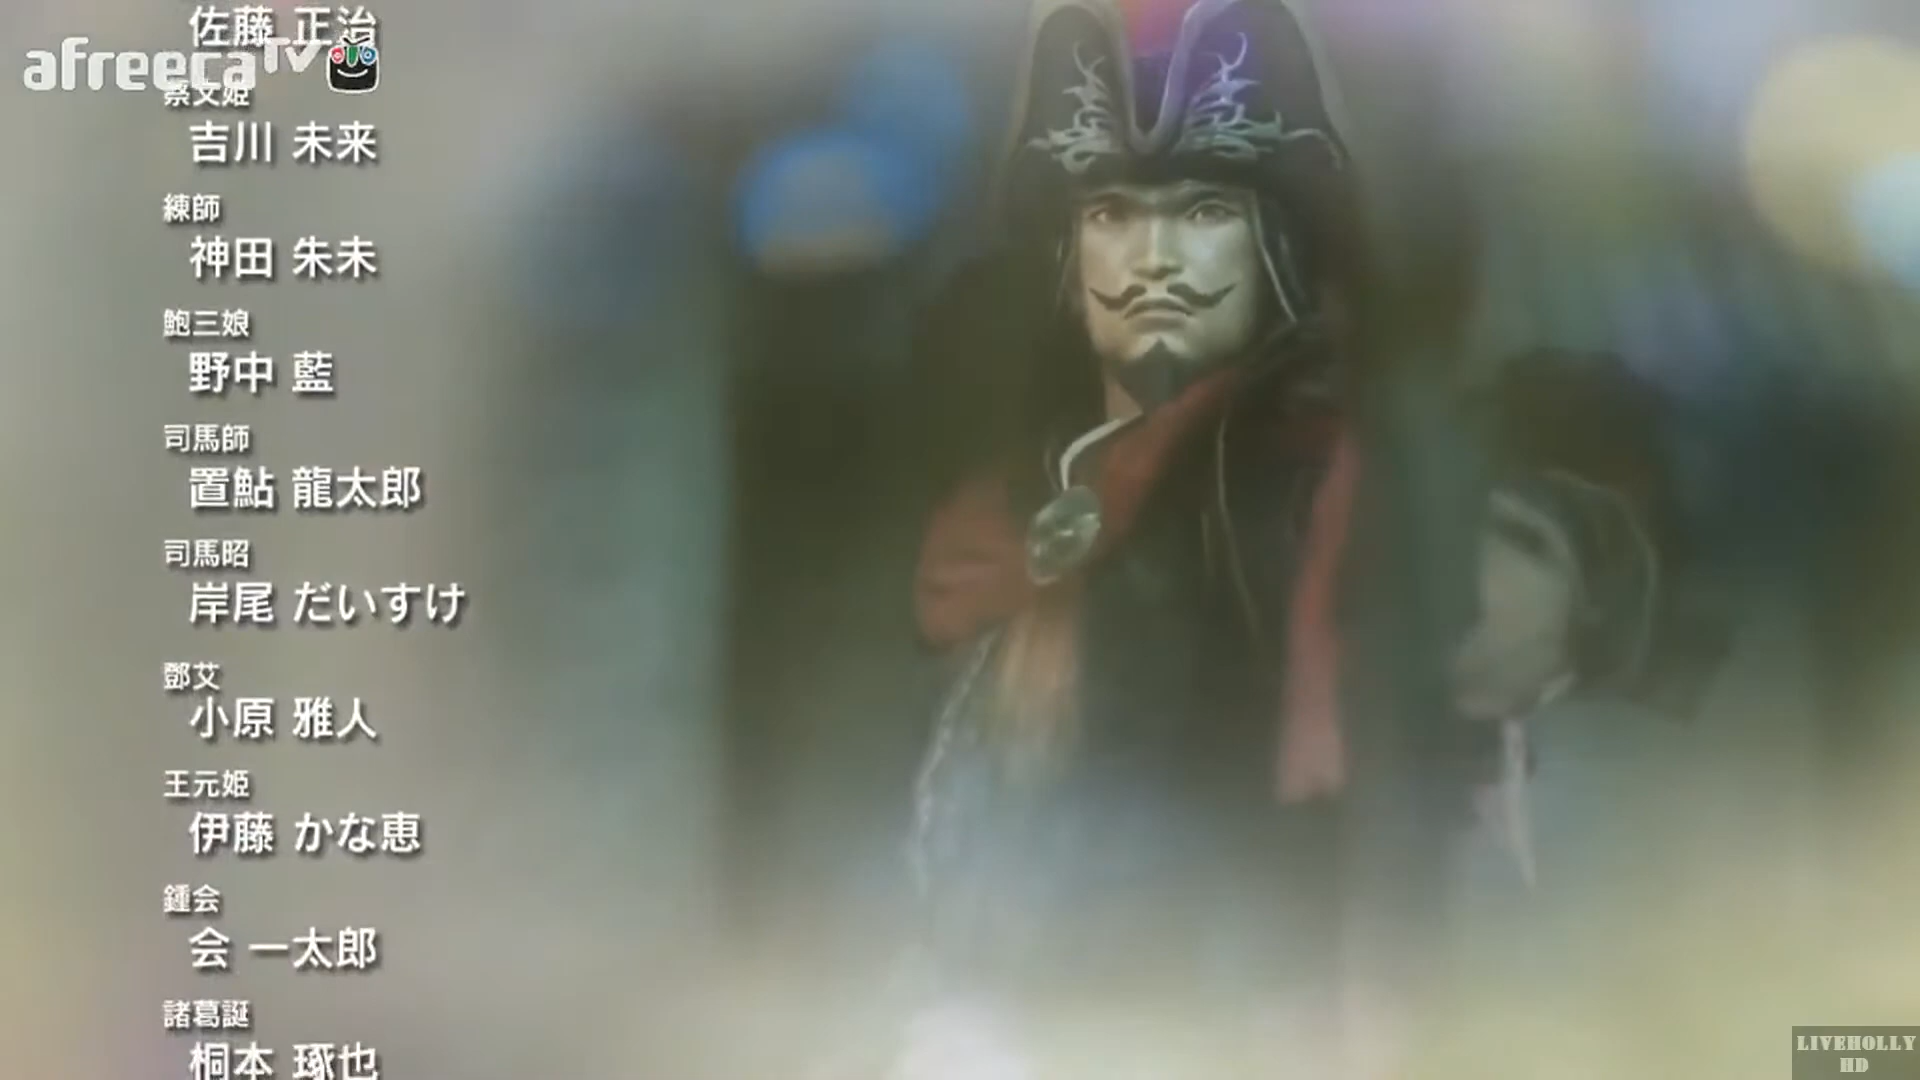 佐藤 正治
afreecaTV
蔡文姫
吉川 未来
練師
神田 朱未
鮑三娘
野中 藍
司馬師
置鮎 龍太郎
司馬昭
岸尾 だいすけ
鄧艾
小原 雅人
王元姫
伊藤 かな恵
鍾会
会 一太郎
諸葛誕
桐本 琢也
LIVEHOLLY
HD